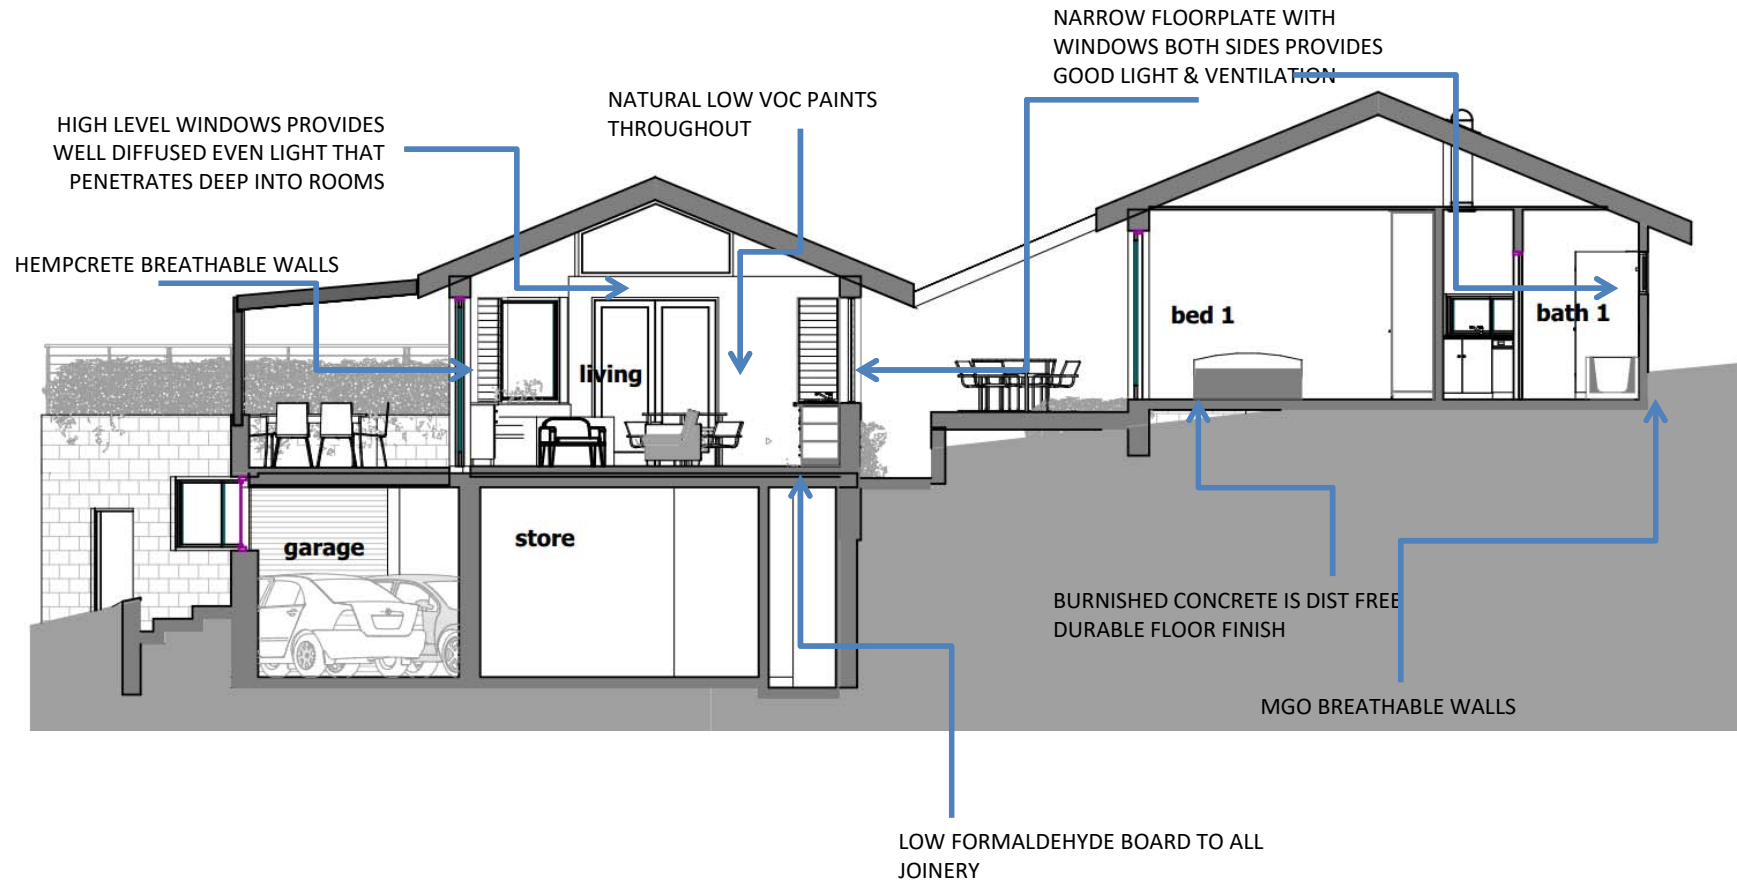 NARROW FLOORPLATE WITH
WINDOWS BOTH SIDES PROVIDES
GOOD LIGHT & VENTILATION
NATURAL LOW VOC PAINTS
THROUGHOUT
HIGH LEVEL WINDOWS PROVIDES
WELL DIFFUSED EVEN LIGHT THAT
PENETRATES DEEP INTO ROOMS
HEMPCRETE BREATHABLE WALLS
bed 1
bath 1
living
garage
store
BURNISHED CONCRETE IS DIST FREE
DURABLE FLOOR FINISH
MGO BREATHABLE WALLS
LOW FORMALDEHYDE BOARD TO ALL
JOINERY